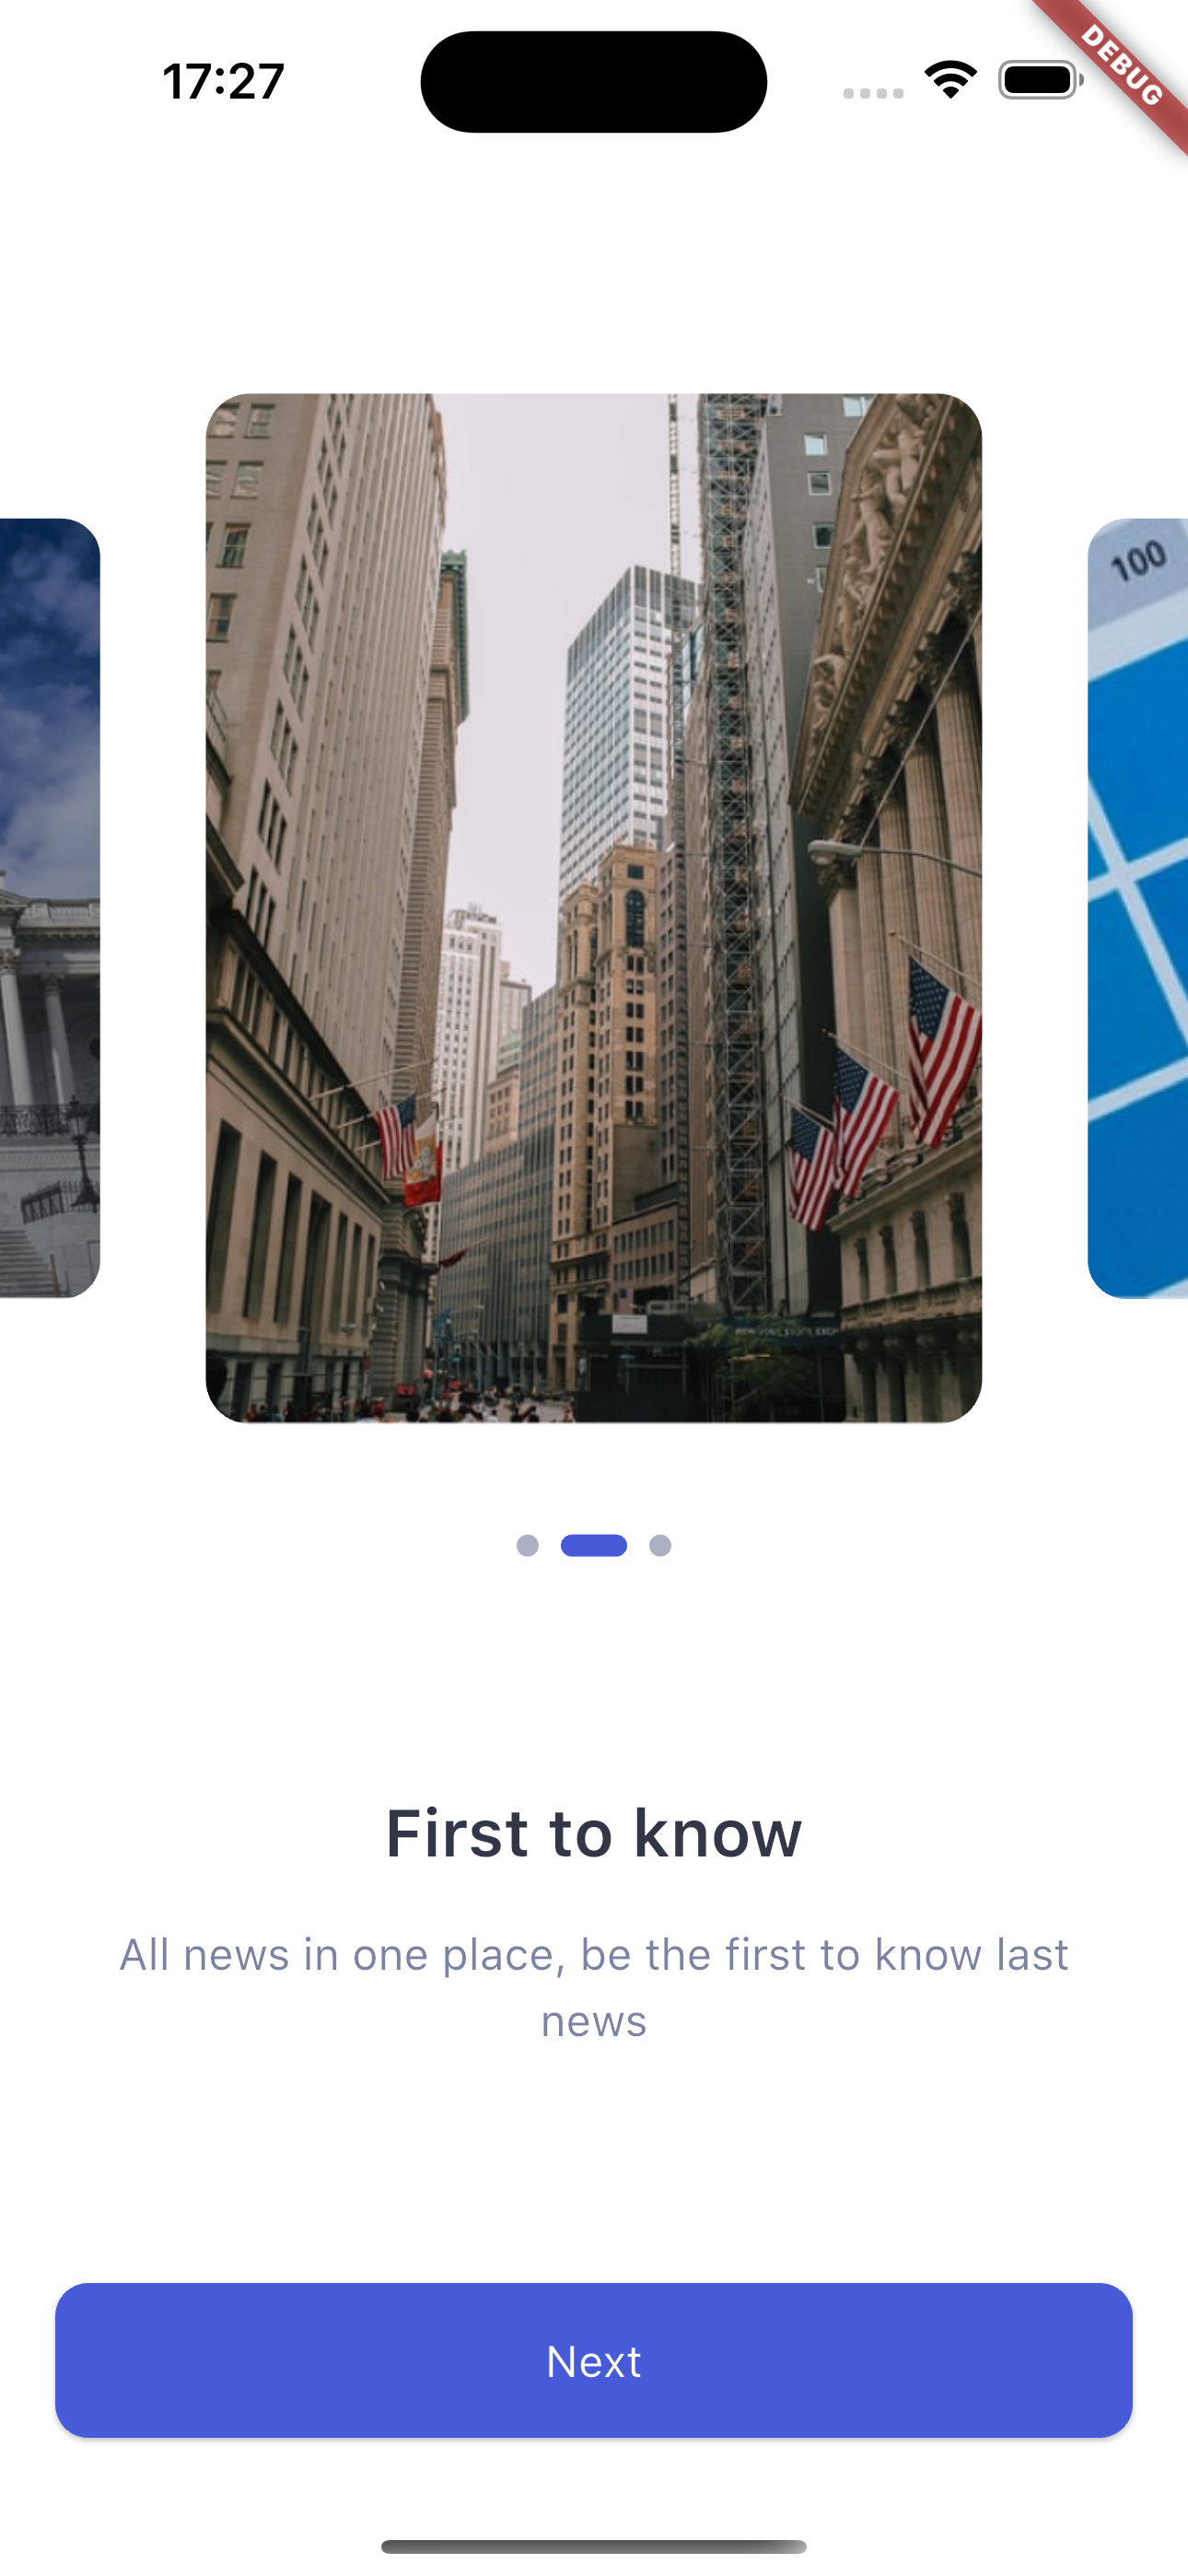 17:27
DEBUG
100
First to know
All news in one place, be the first to know last
news
Next